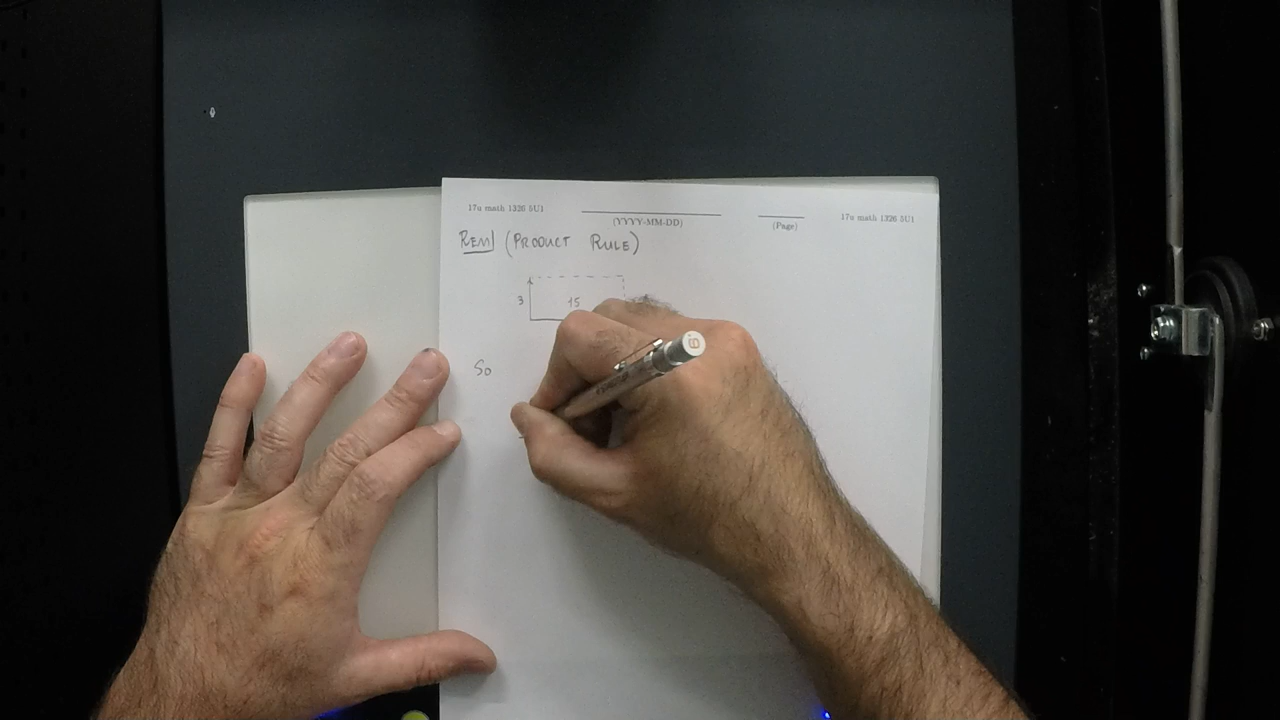 17u math 1326 5U1 (YYYY-MM-DD) (Page) 17u math 1326 5U1
REM (PRODUCT RULE)
3 15
So